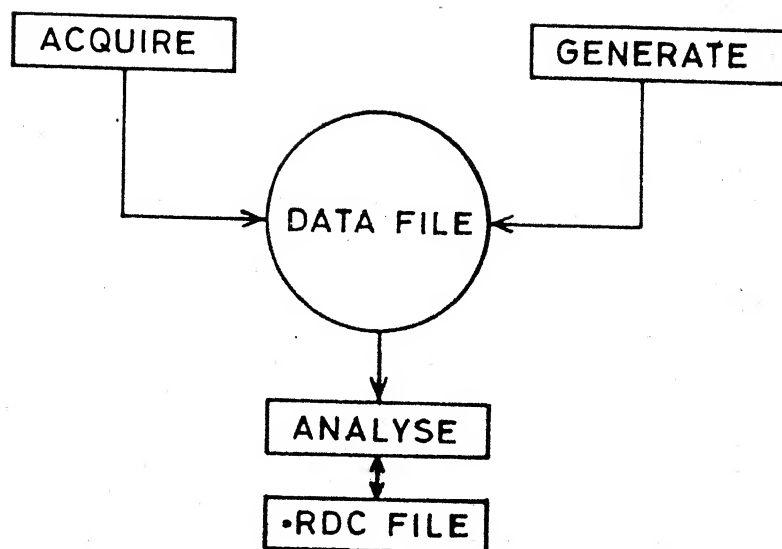 ACQUIRE
GENERATE
DATA FILE
ANALYSE
•RDC FILE